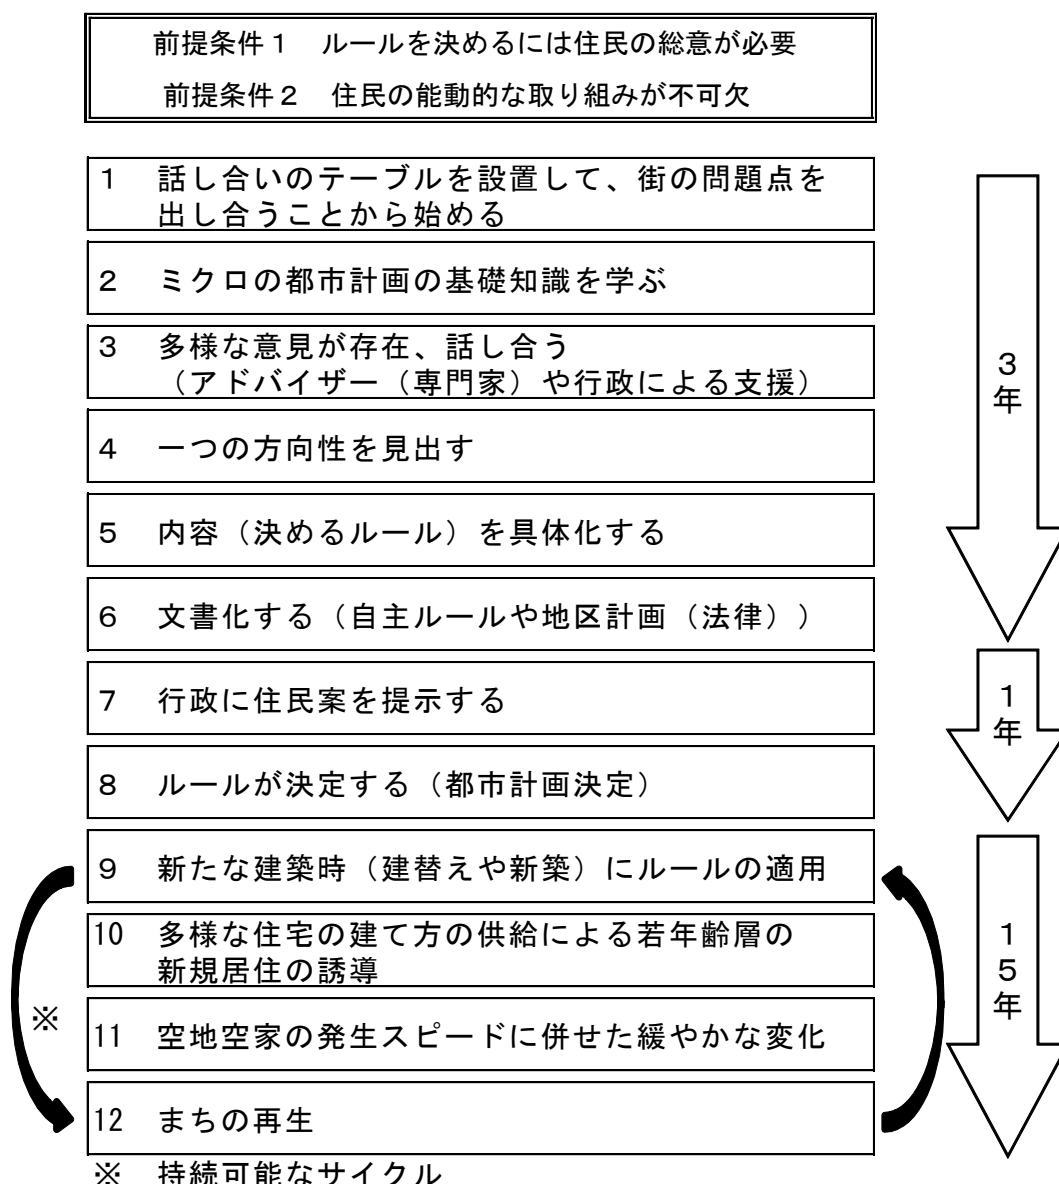 前提条件1　ルールを決めるには住民の総意が必要
前提条件2　住民の能動的な取り組みが不可欠
1　話し合いのテーブルを設置して、街の問題点を
出し合うことから始める
2　ミクロの都市計画の基礎知識を学ぶ
3　多様な意見が存在、話し合う
（アドバイザー（専門家）や行政による支援）
4　一つの方向性を見出す
5　内容（決めるルール）を具体化する
6　文書化する（自主ルールや地区計画（法律））
7　行政に住民案を提示する
8　ルールが決定する（都市計画決定）
9　新たな建築時（建替えや新築）にルールの適用
10　多様な住宅の建て方の供給による若年齢層の
新規居住の誘導
11　空地空家の発生スピードに併せた緩やかな変化
12　まちの再生
※　持続可能なサイクル
※
3年
1年
15年